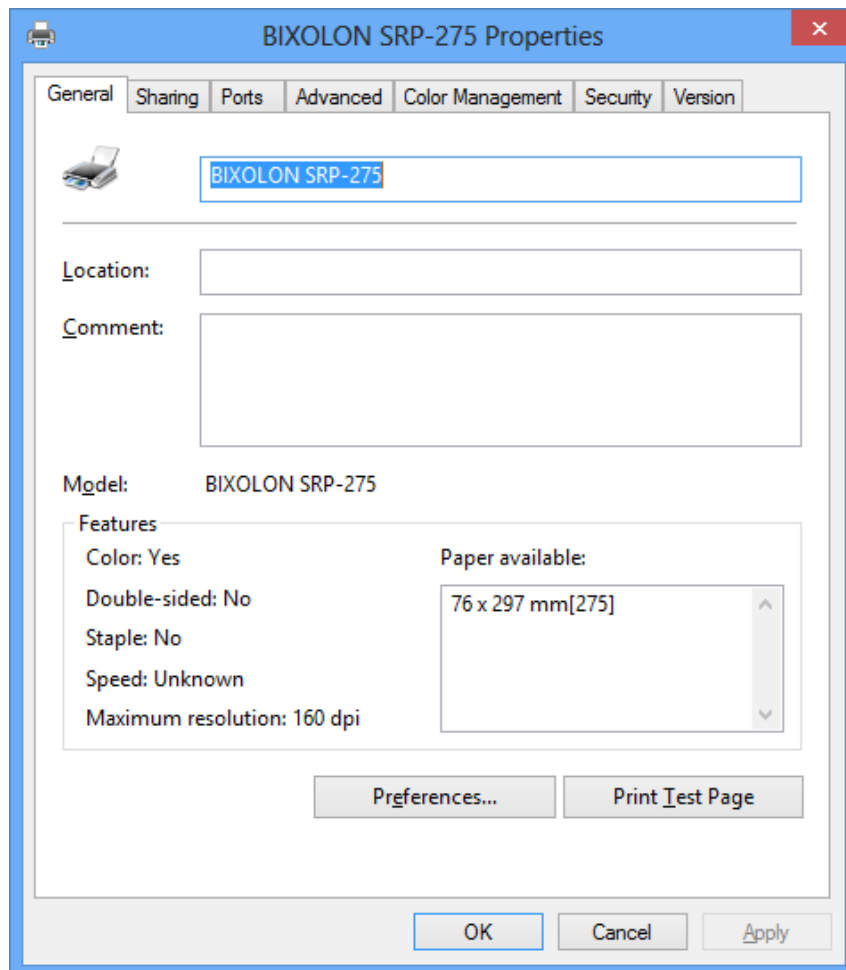 BIXOLON SRP-275 Properties
General Sharing Ports Advanced Color Management Security Version
BIXOLON SRP-275
Location:
Comment:
Model: BIXOLON SRP-275
Features
Color: Yes
Paper available:
Double-sided: No
76 x 297 mm[275]
Staple: No
Speed: Unknown
Maximum resolution: 160 dpi
Preferences... Print Test Page
OK Cancel Apply